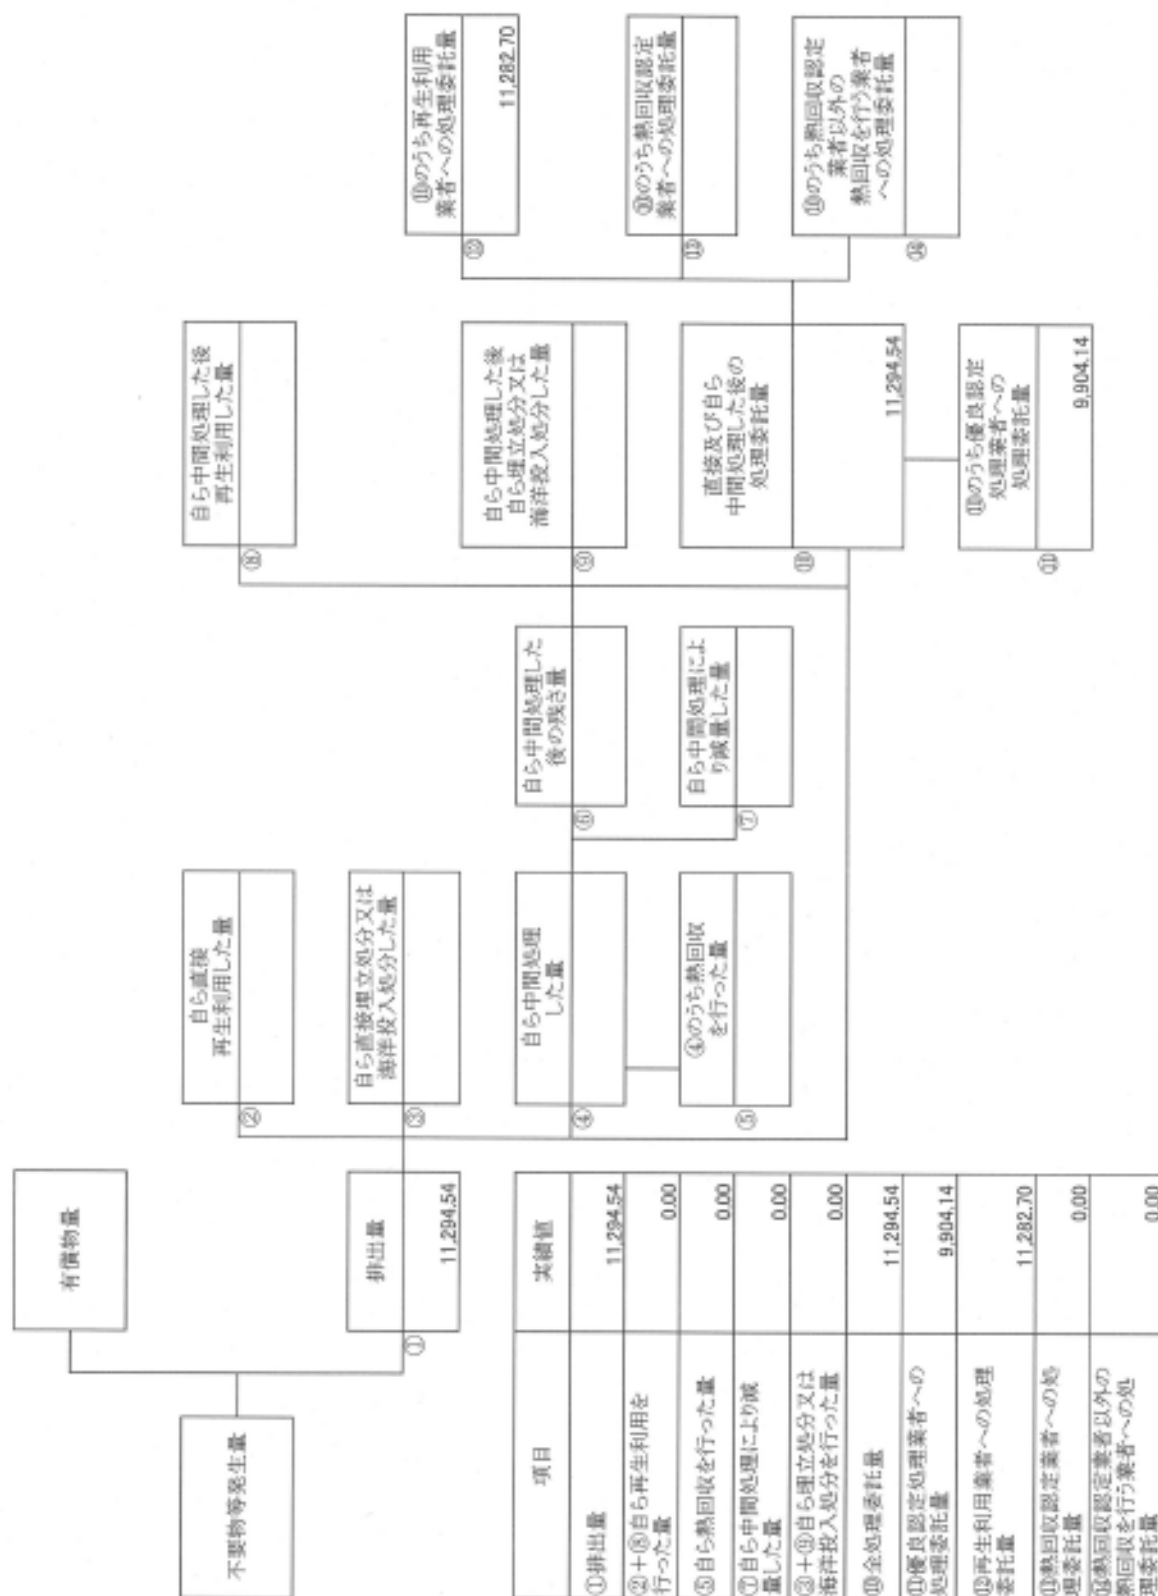 不要物等発生量
有償物量
排出量
①
11,294.54
②
自ら直接
再生利用した量
③
自ら直接埋立処分又は
海洋投入処分した量
④
自ら中間処理
した量
⑤
④のうち熱回収
を行った量
⑥
自ら中間処理した
後の残さ量
⑦
自ら中間処理によ
り減量した量
⑧
自ら中間処理した後
再生利用した量
⑨
自ら中間処理した後
自ら埋立処分又は
海洋投入処分した量
⑩
直接及び自ら
中間処理した後の
処理委託量
11,294.54
⑪
⑩のうち優良認定
処理業者への
処理委託量
9,904.14
⑫
⑩のうち再生利用
業者への処理委託量
11,282.70
⑬
⑩のうち熱回収認定
業者への処理委託量
⑭
⑩のうち熱回収認定
業者以外の
熱回収を行う業者
への処理委託量
項目 実績値
①排出量 11,294.54
②+⑧自ら再生利用を
行った量 0.00
⑤自ら熱回収を行った量 0.00
⑦自ら中間処理により減
量した量 0.00
③+⑨自ら埋立処分又は
海洋投入処分を行った量 0.00
⑩全処理委託量 11,294.54
⑪優良認定処理業者への
処理委託量 9,904.14
⑫再生利用業者への処理
委託量 11,282.70
⑬熱回収認定業者への処
理委託量 0.00
⑭熱回収認定業者以外の
熱回収を行う業者への処
理委託量 0.00